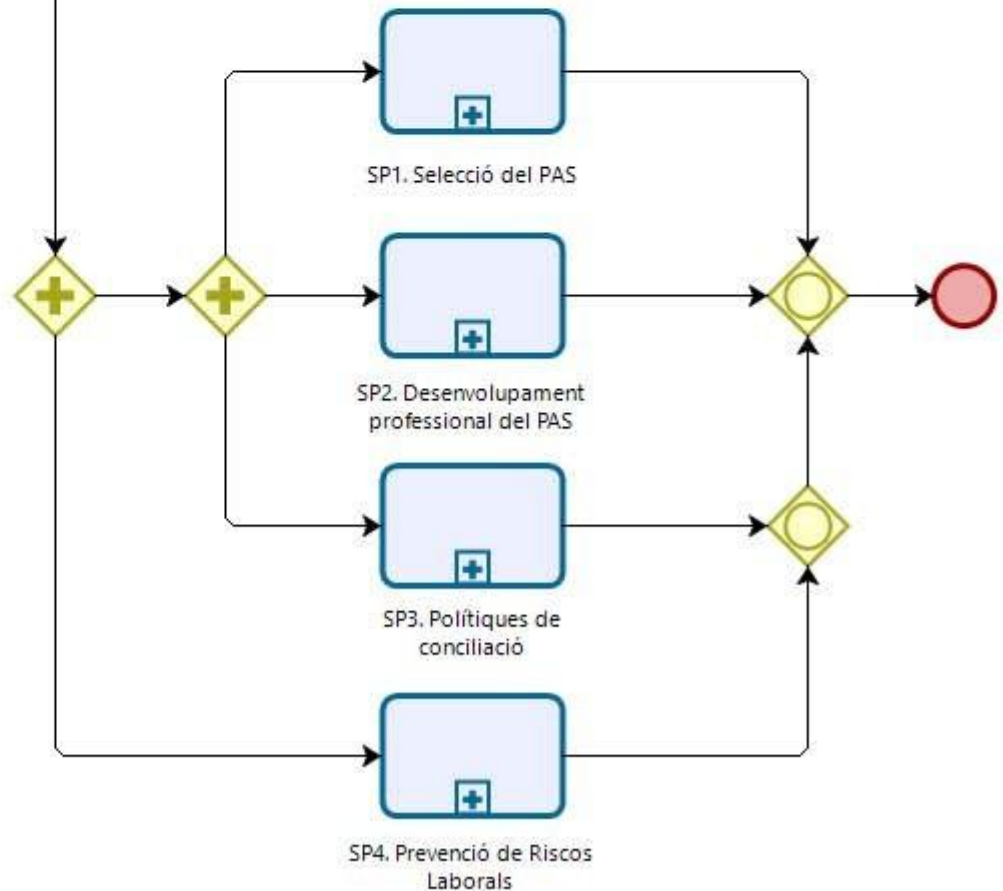 SP1. Selecció del PAS
SP2. Desenvolupament
professional del PAS
SP3. Polítiques de
conciliació
SP4. Prevenció de Riscos
Laborals